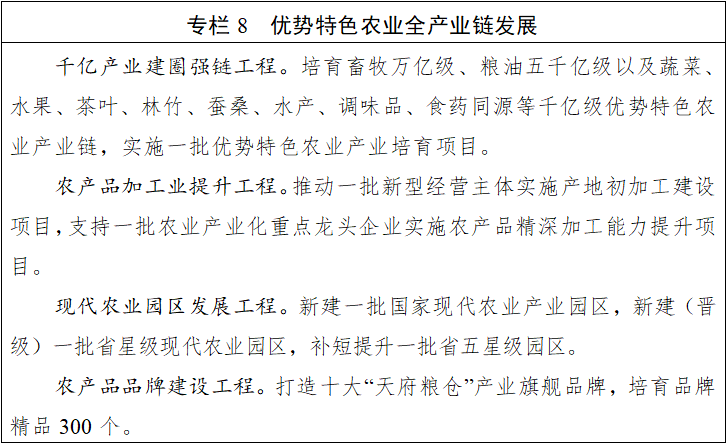 专栏 8　优势特色农业全产业链发展
千亿产业建圈强链工程。培育畜牧万亿级、粮油五千亿级以及蔬菜、
水果、茶叶、林竹、蚕桑、水产、调味品、食药同源等千亿级优势特色农
业产业链，实施一批优势特色农业产业培育项目。
农产品加工业提升工程。推动一批新型经营主体实施产地初加工建设
项目，支持一批农业产业化重点龙头企业实施农产品精深加工能力提升项
目。
现代农业园区发展工程。新建一批国家现代农业产业园区，新建（晋
级）一批省星级现代农业园区，补短提升一批省五星级园区。
农产品品牌建设工程。打造十大“天府粮仓”产业旗舰品牌，培育品牌
精品 300 个。